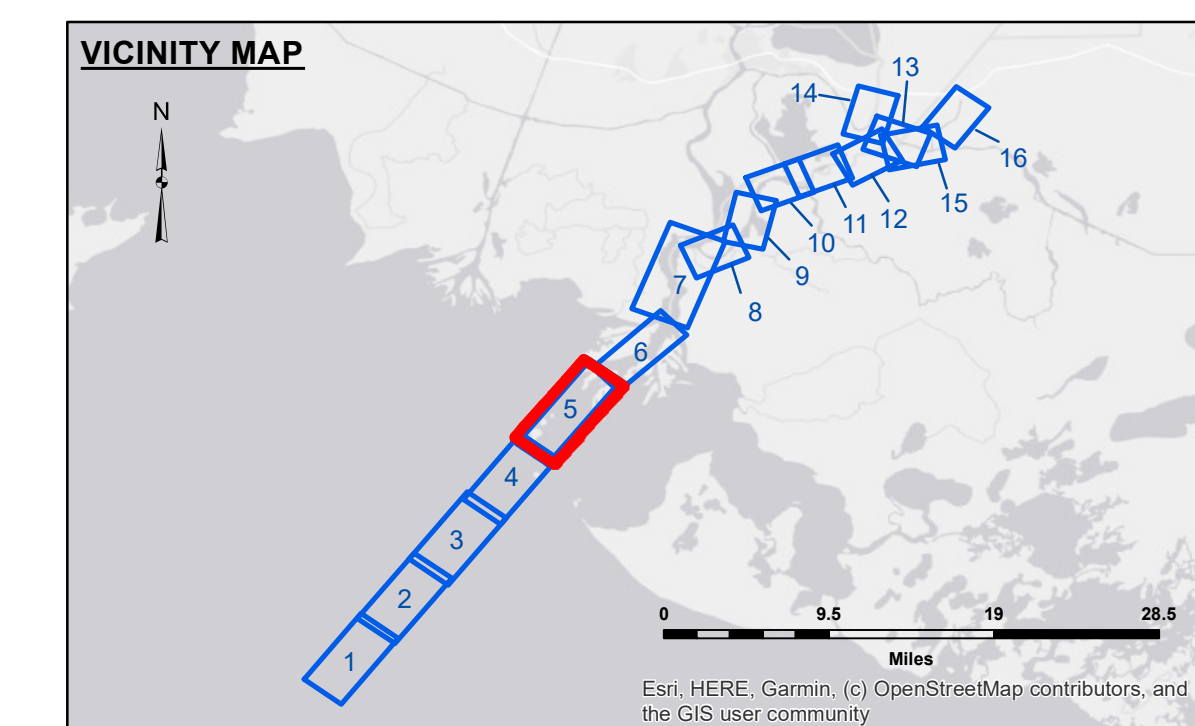 VICINITY MAP
N
13
14
16
15
12
11
10
9
8
7
6
5
4
3
2
1
0 9.5 19 28.5
Miles
Esri, HERE, Garmin, (c) OpenStreetMap contributors, and
the GIS user community